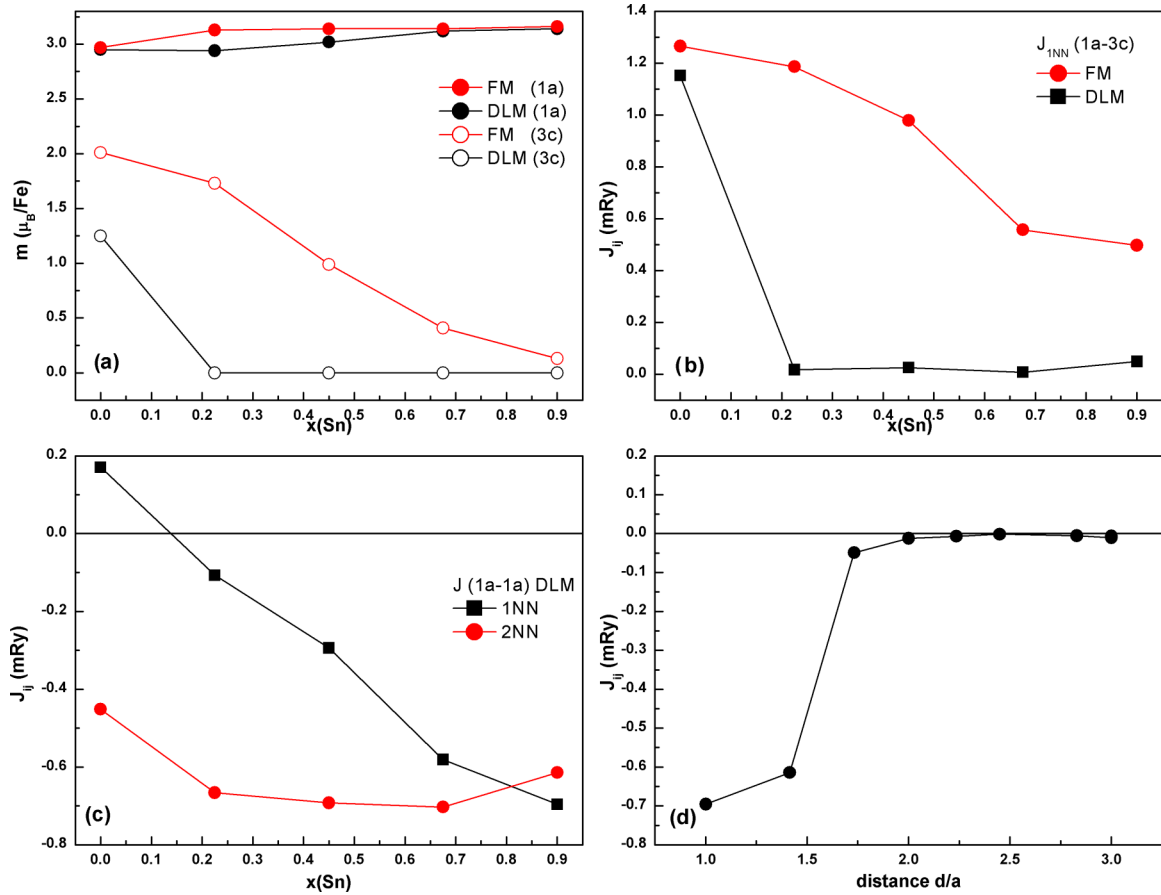 3.0
2.0
1.0
0.5
0.0
m (μB/Fe)
FM (1a)
DLM (1a)
FM (3c)
DLM (3c)
(a)
0.0 0.1 0.2 0.3 0.4 0.5 0.6 0.7 0.8 0.9
x(Sn)
1.4
1.2
1.0
0.8
0.6
0.4
0.2
0.0
Jij (mRy)
J1NN (1a-3c)
FM
DLM
(b)
0.0 0.1 0.2 0.3 0.4 0.5 0.6 0.7 0.8 0.9
x(Sn)
0.2
0.0
-0.2
-0.4
-0.6
-0.8
Jij (mRy)
J (1a-1a) DLM
1NN
2NN
(c)
0.0 0.1 0.2 0.3 0.4 0.5 0.6 0.7 0.8 0.9
x(Sn)
0.2
0.1
0.0
-0.1
-0.2
-0.3
-0.4
-0.5
-0.6
-0.7
-0.8
Jij (mRy)
(d)
1.0 1.5 2.0 2.5 3.0
distance d/a